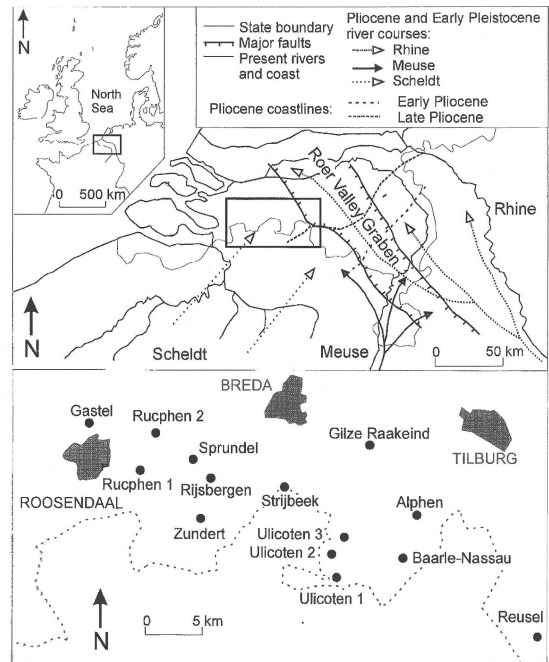 N
North
Sea
0 500 km
State boundary
Major faults
Present rivers
and coast
Pliocene and Early Pleistocene
river courses:
Rhine
Meuse
Scheldt
Pliocene coastlines:
Early Pliocene
Late Pliocene
Roer Valley Graben
Rhine
N
Scheldt
Meuse
0 50 km
BREDA
Gastel
Rucphen 2
Gilze Raakeind
TILBURG
Sprundel
Rucphen 1
Rijsbergen
ROOSENDAAL
Strijbeek
Alphen
Zundert
Ulicoten 3
Ulicoten 2
Baarle-Nassau
Ulicoten 1
Reusel
N
0 5 km